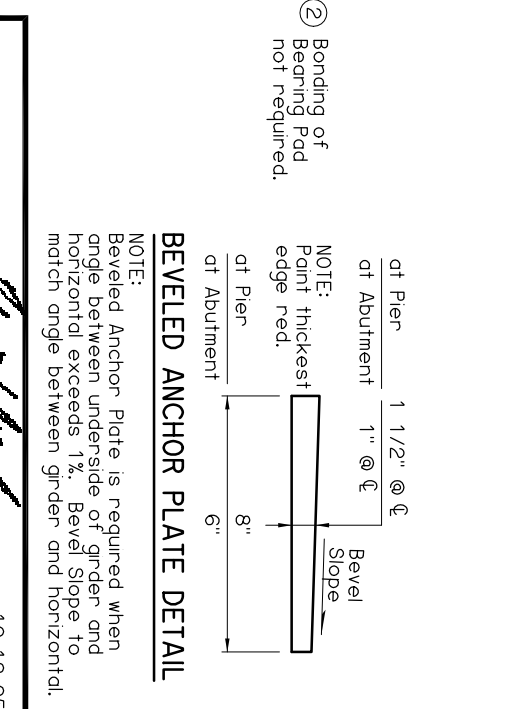 ② Bonding of
Bearing Pad
not required.
at Pier 1 1/2" @ ℄
at Abutment 1" @ ℄
Bevel
Slope
NOTE:
Paint thickest
edge red.
at Pier 8"
at Abutment 6"
BEVELED ANCHOR PLATE DETAIL
NOTE:
Beveled Anchor Plate is required when
angle between underside of girder and
horizontal exceeds 1%. Bevel Slope to
match angle between girder and horizontal.